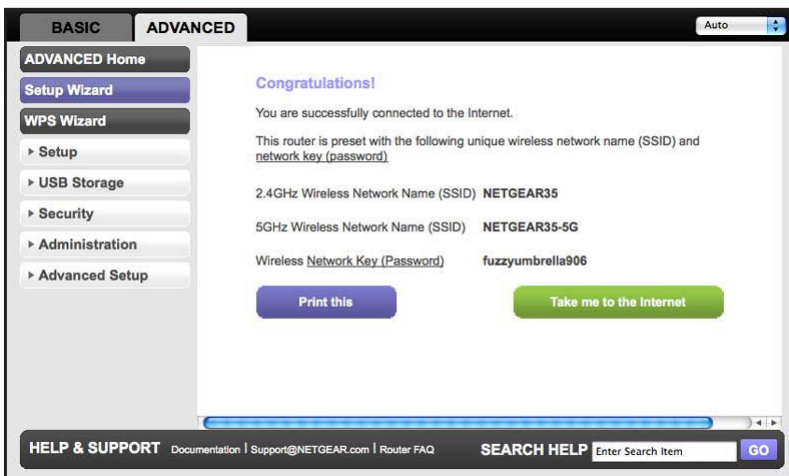 BASIC
ADVANCED
Auto
ADVANCED Home
Setup Wizard
WPS Wizard
Setup
USB Storage
Security
Administration
Advanced Setup
Congratulations!
You are successfully connected to the Internet.
This router is preset with the following unique wireless network name (SSID) and
network key (password)
2.4GHz Wireless Network Name (SSID) NETGEAR35
5GHz Wireless Network Name (SSID) NETGEAR35-5G
Wireless Network Key (Password) fuzzyumbrella906
Print this
Take me to the Internet
HELP & SUPPORT Documentation | Support@NETGEAR.com | Router FAQ
SEARCH HELP Enter Search Item GO